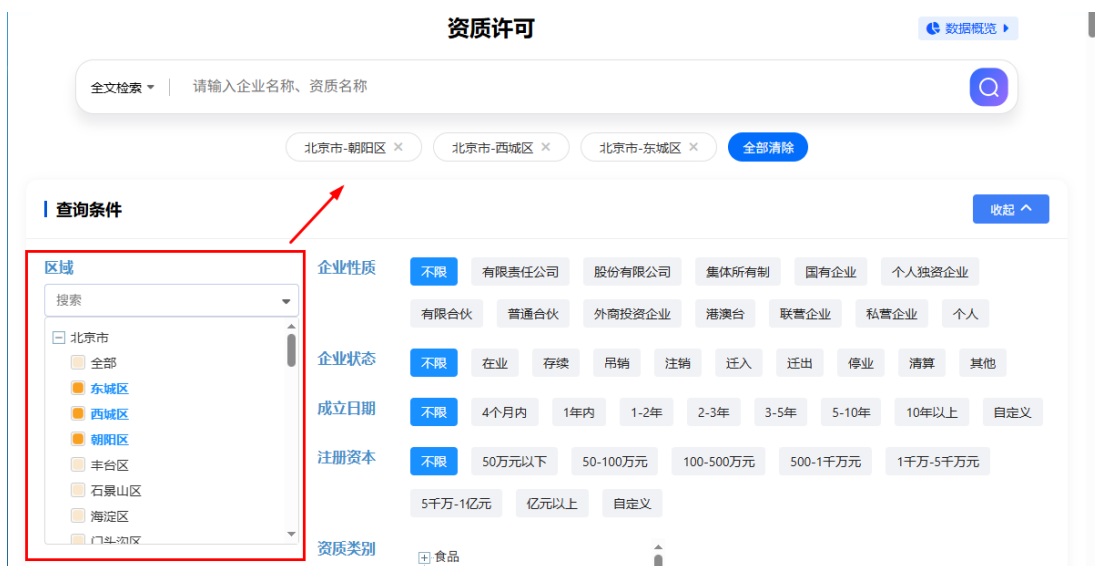 资质许可
数据概览
全文检索 请输入企业名称、资质名称
北京市-朝阳区 × 北京市-西城区 × 北京市-东城区 × 全部清除
查询条件
收起
区域
搜索
北京市
全部
东城区
西城区
朝阳区
丰台区
石景山区
海淀区
门头沟区
企业性质 不限 有限责任公司 股份有限公司 集体所有制 国有企业 个人独资企业
有限合伙 普通合伙 外商投资企业 港澳台 联营企业 私营企业 个人
企业状态 不限 在业 存续 吊销 注销 迁入 迁出 停业 清算 其他
成立日期 不限 4个月内 1年内 1-2年 2-3年 3-5年 5-10年 10年以上 自定义
注册资本 不限 50万元以下 50-100万元 100-500万元 500-1千万元 1千万-5千万元
5千万-1亿元 亿元以上 自定义
资质类别 食品